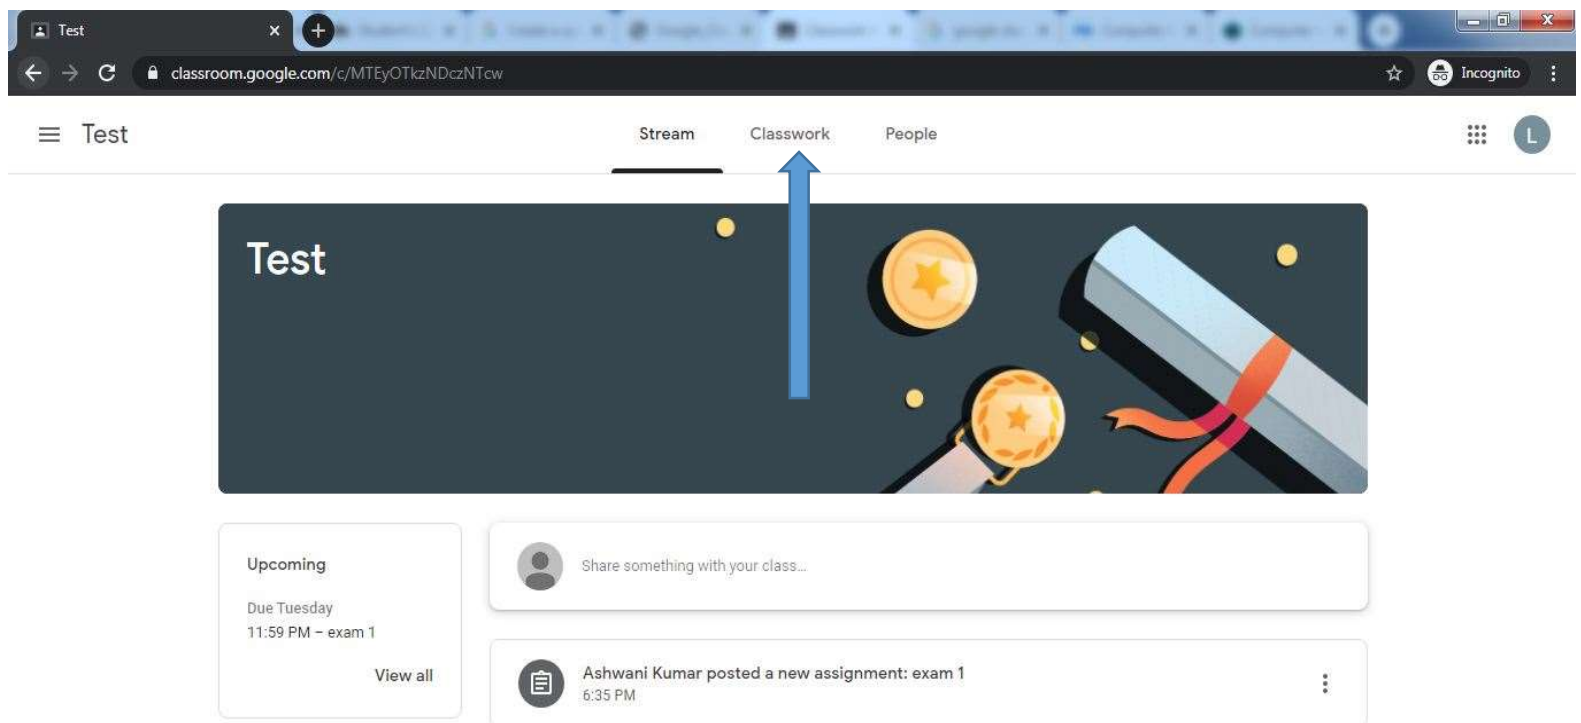 Test
classroom.google.com/c/MTEyOTkzNDczNTcw
Incognito
Test
Stream
Classwork
People
L
Test
Upcoming
Due Tuesday
11:59 PM – exam 1
View all
Share something with your class...
Ashwani Kumar posted a new assignment: exam 1
6:35 PM